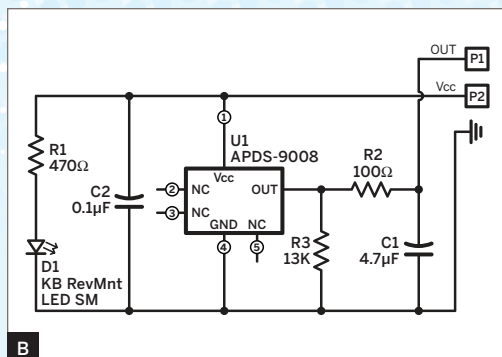 OUT
P1
Vcc
P2
R1
470Ω
1
U1
APDS-9008
Vcc
2
NC
OUT
R2
100Ω
C2
0.1µF
3
NC
GND
NC
4
5
R3
13K
C1
4.7µF
D1
KB RevMnt
LED SM
B